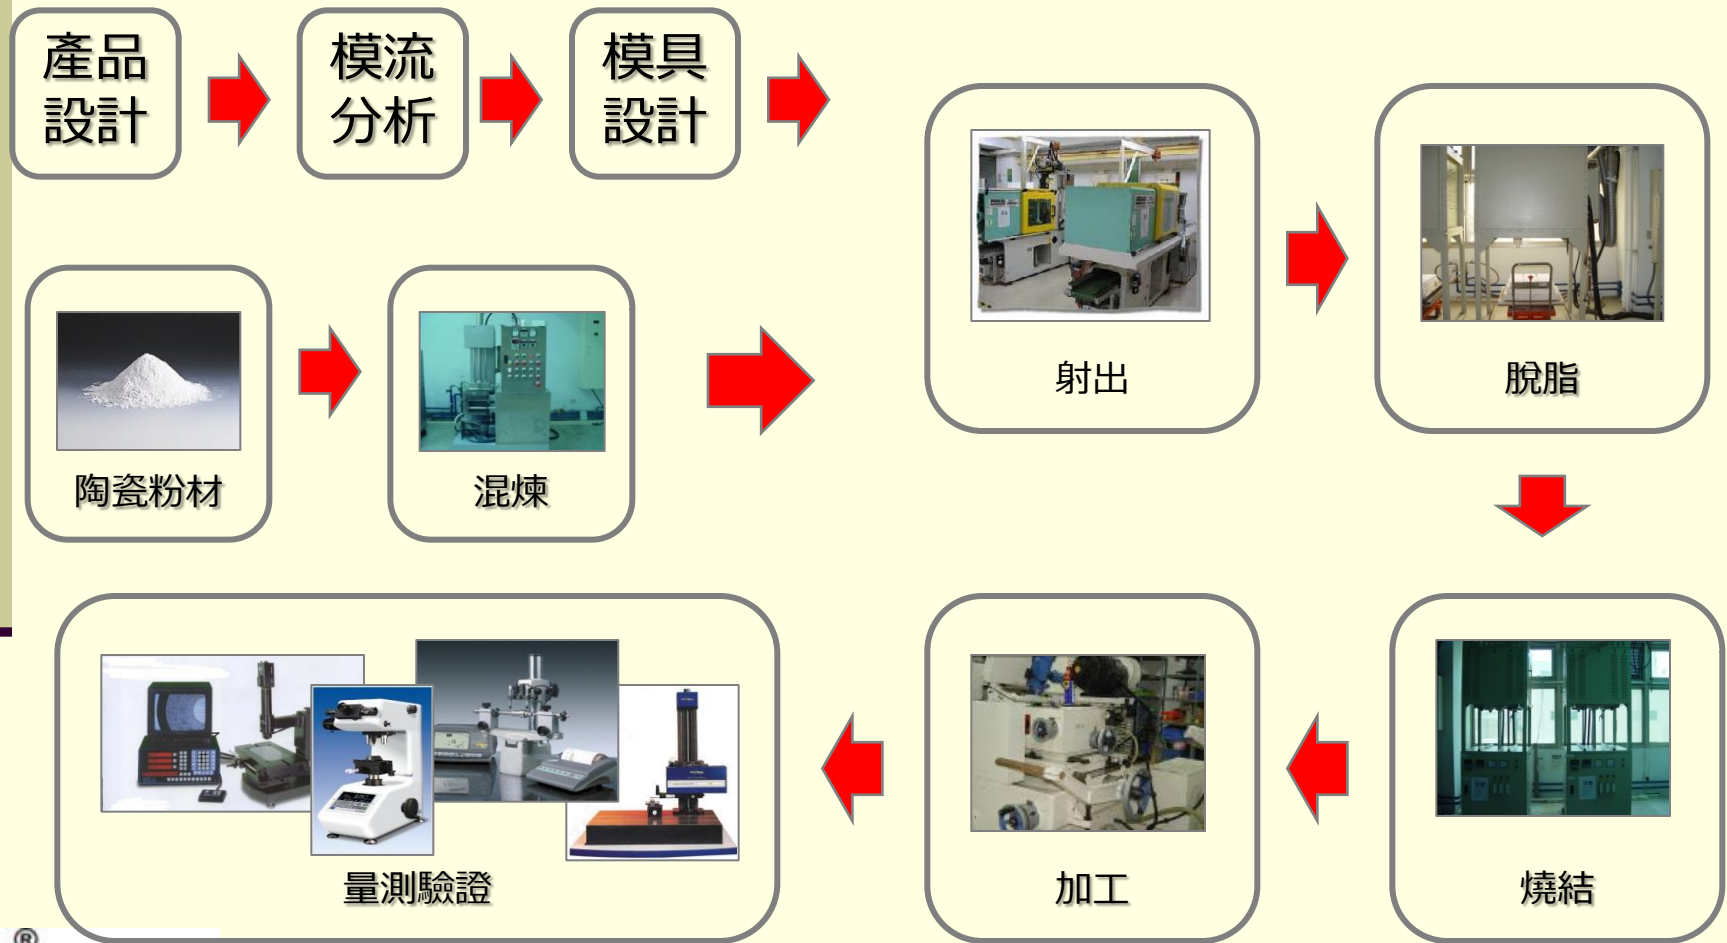 產品
設計
模流
分析
模具
設計
射出
脫脂
陶瓷粉材
混煉
量測驗證
加工
燒結
®